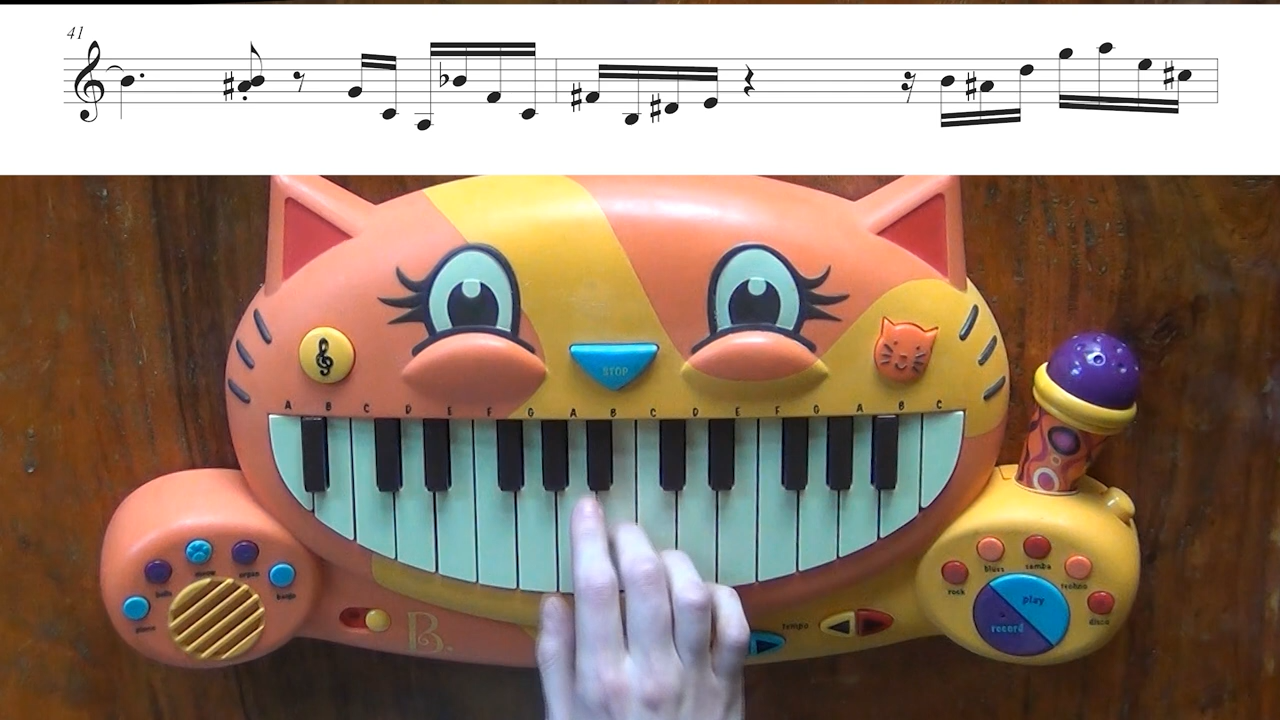 41
STOP
A B C D E F G A B C D E F G A B C
piano
bells
meow
organ
banjo
B.
tempo
rock
blues
samba
techno
disco
play
record